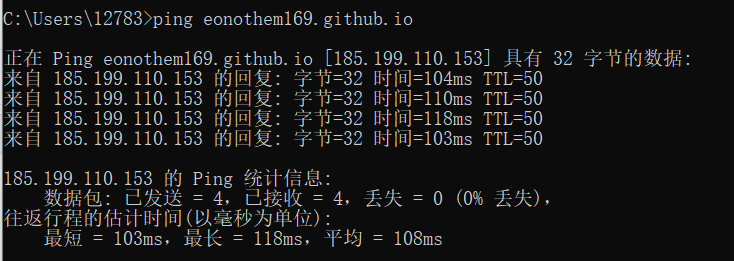 C:\Users\12783>ping eonothem169.github.io
正在 Ping eonothem169.github.io [185.199.110.153] 具有 32 字节的数据:
来自 185.199.110.153 的回复: 字节=32 时间=104ms TTL=50
来自 185.199.110.153 的回复: 字节=32 时间=110ms TTL=50
来自 185.199.110.153 的回复: 字节=32 时间=118ms TTL=50
来自 185.199.110.153 的回复: 字节=32 时间=103ms TTL=50
185.199.110.153 的 Ping 统计信息:
数据包: 已发送 = 4，已接收 = 4，丢失 = 0 (0% 丢失)，
往返行程的估计时间(以毫秒为单位):
最短 = 103ms，最长 = 118ms，平均 = 108ms